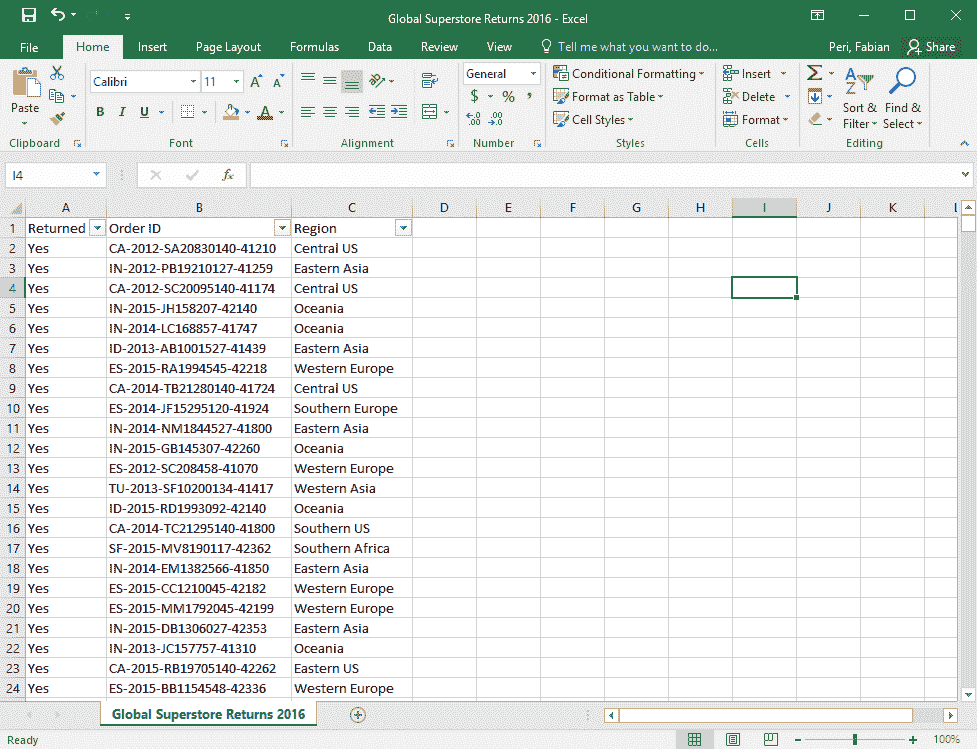 Global Superstore Returns 2016 - Excel
File Home Insert Page Layout Formulas Data Review View Tell me what you want to do... Peri, Fabian Share
Calibri 11 General Conditional Formatting Insert
Paste $ % , Format as Table Delete Sort & Find &
B I U Cell Styles Format Filter Select
Clipboard Font Alignment Number Styles Cells Editing
I4 fx
A B C D E F G H I J K L
1 Returned Order ID Region
2 Yes CA-2012-SA20830140-41210 Central US
3 Yes IN-2012-PB19210127-41259 Eastern Asia
4 Yes CA-2012-SC20095140-41174 Central US
5 Yes IN-2015-JH158207-42140 Oceania
6 Yes IN-2014-LC168857-41747 Oceania
7 Yes ID-2013-AB1001527-41439 Eastern Asia
8 Yes ES-2015-RA1994545-42218 Western Europe
9 Yes CA-2014-TB21280140-41724 Central US
10 Yes ES-2014-JF15295120-41924 Southern Europe
11 Yes IN-2014-NM1844527-41800 Eastern Asia
12 Yes IN-2015-GB145307-42260 Oceania
13 Yes ES-2012-SC208458-41070 Western Europe
14 Yes TU-2013-SF10200134-41417 Western Asia
15 Yes ID-2015-RD1993092-42140 Oceania
16 Yes CA-2014-TC21295140-41800 Southern US
17 Yes SF-2015-MV8190117-42362 Southern Africa
18 Yes IN-2014-EM1382566-41850 Eastern Asia
19 Yes ES-2015-CC1210045-42182 Western Europe
20 Yes ES-2015-MM1792045-42199 Western Europe
21 Yes IN-2015-DB1306027-42353 Eastern Asia
22 Yes IN-2013-JC157757-41310 Oceania
23 Yes CA-2015-RB19705140-42262 Eastern US
24 Yes ES-2015-BB1154548-42336 Western Europe
Global Superstore Returns 2016
Ready 100%